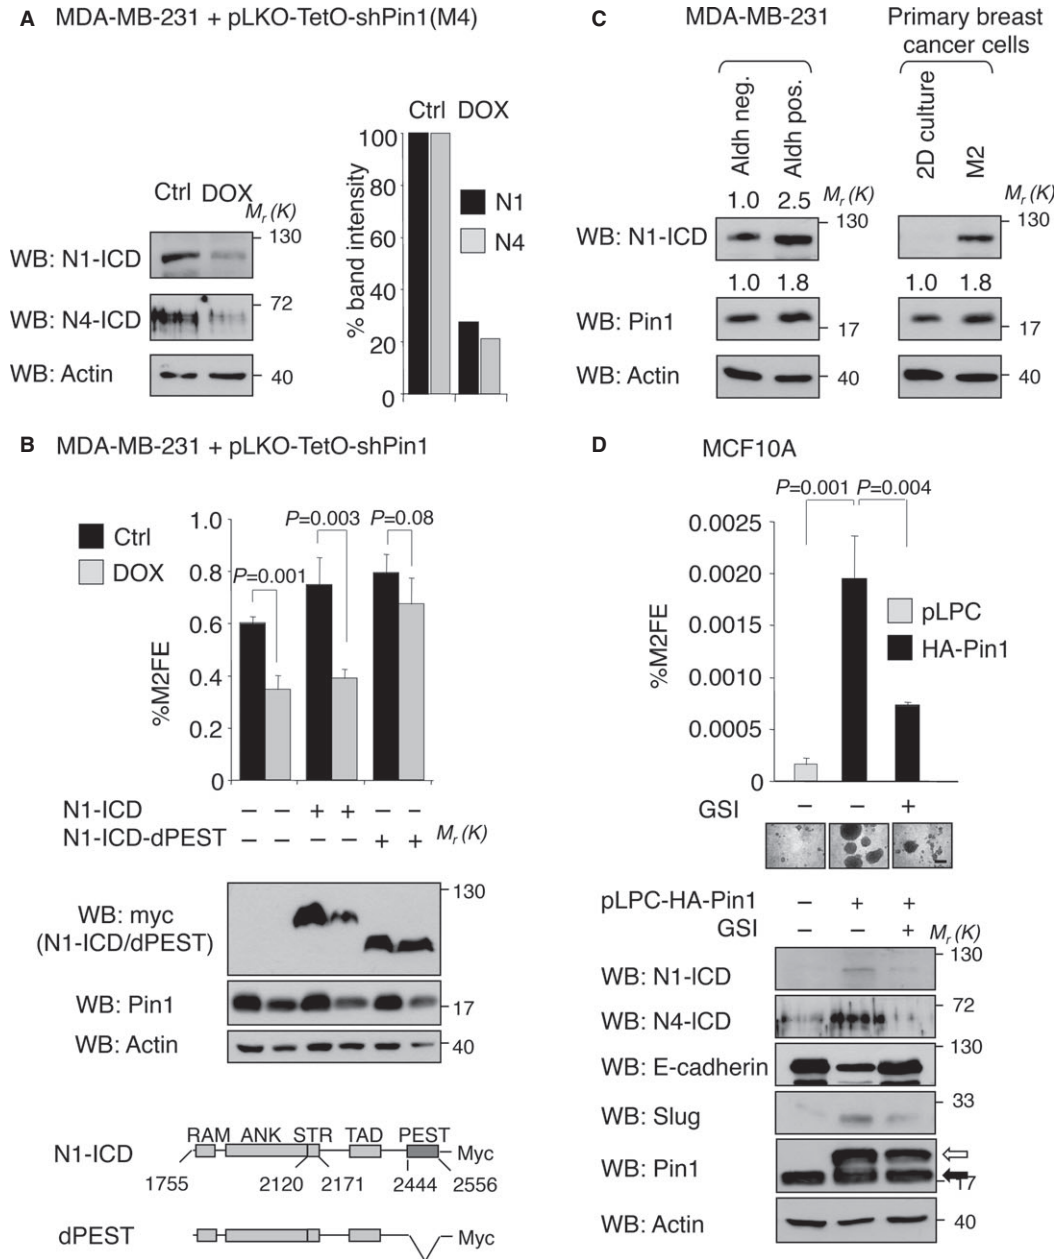 A MDA-MB-231 + pLKO-TetO-shPin1(M4)
Ctrl DOX
Mr (K)
WB: N1-ICD
130
WB: N4-ICD
72
WB: Actin
40
Ctrl DOX
% band intensity
100
80
60
40
20
0
N1
N4
B MDA-MB-231 + pLKO-TetO-shPin1
Ctrl
DOX
%M2FE
1.0
0.8
0.6
0.4
0.2
0
P=0.001
P=0.003
P=0.08
N1-ICD − − + +
N1-ICD-dPEST − − + +
Mr (K)
WB: myc
(N1-ICD/dPEST)
130
WB: Pin1
17
WB: Actin
40
RAM ANK STR TAD PEST
N1-ICD
Myc
1755 2120 2171 2444 2556
dPEST
Myc
C MDA-MB-231
Primary breast
cancer cells
Aldh neg.
Aldh pos.
2D culture
M2
1.0 2.5
Mr (K)
Mr (K)
WB: N1-ICD
130
130
1.0 1.8
1.0 1.8
WB: Pin1
17
17
WB: Actin
40
40
D MCF10A
P=0.001 P=0.004
%M2FE
0.0025
0.0020
0.0015
0.0010
0.0005
0
pLPC
HA-Pin1
GSI − − +
pLPC-HA-Pin1 − + +
GSI +
Mr (K)
WB: N1-ICD
130
WB: N4-ICD
72
WB: E-cadherin
130
WB: Slug
33
WB: Pin1
17
WB: Actin
40